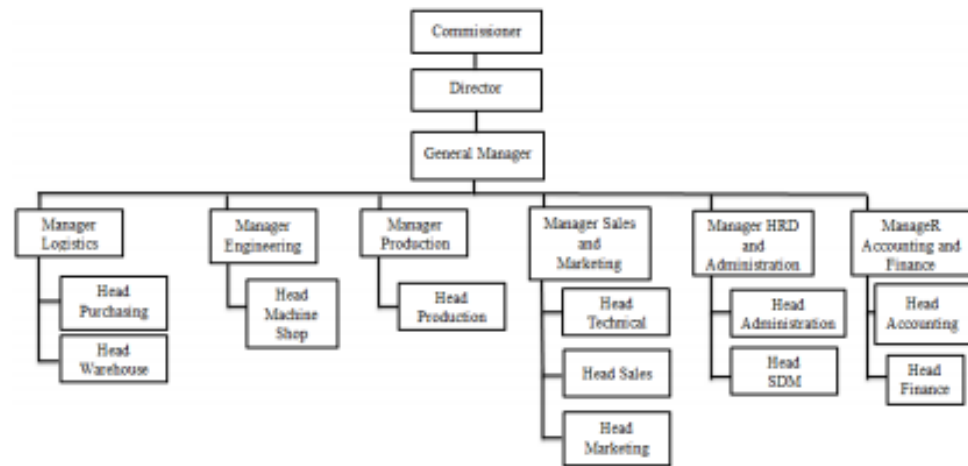 Commissioner
Director
General Manager
Manager
Logistics
Head
Purchasing
Head
Warehouse
Manager
Engineering
Head
Machine
Shop
Manager
Production
Head
Production
Manager Sales
and
Marketing
Head
Technical
Head Sales
Head
Marketing
Manager HRD
and
Administration
Head
Administration
Head
SDM
ManageR
Accounting and
Finance
Head
Accounting
Head
Finance